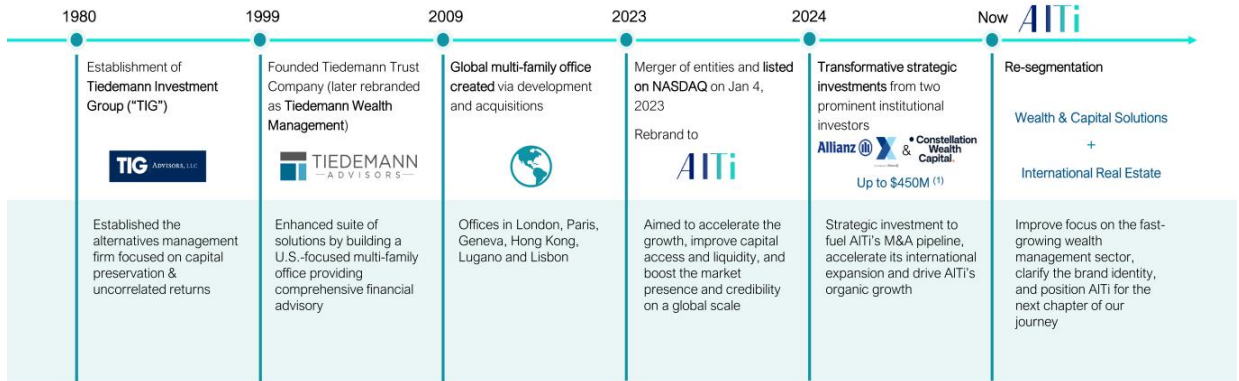 1980
1999
2009
2023
2024
Now AlTi
Establishment of
Tiedemann Investment
Group (“TIG”)
TIG ADVISORS, LLC
Founded Tiedemann Trust
Company (later rebranded
as Tiedemann Wealth
Management)
TIEDEMANN
ADVISORS
Global multi-family office
created via development
and acquisitions
Merger of entities and listed
on NASDAQ on Jan 4,
2023
Rebrand to
AlTi
Transformative strategic
investments from two
prominent institutional
investors
Allianz X & Constellation
Wealth
Capital.
Up to $450M (1)
Re-segmentation
Wealth & Capital Solutions
+
International Real Estate
Established the
alternatives management
firm focused on capital
preservation &
uncorrelated returns
Enhanced suite of
solutions by building a
U.S.-focused multi-family
office providing
comprehensive financial
advisory
Offices in London, Paris,
Geneva, Hong Kong,
Lugano and Lisbon
Aimed to accelerate the
growth, improve capital
access and liquidity, and
boost the market
presence and credibility
on a global scale
Strategic investment to
fuel AlTi’s M&A pipeline,
accelerate its international
expansion and drive AlTi’s
organic growth
Improve focus on the fast-
growing wealth
management sector,
clarify the brand identity,
and position AlTi for the
next chapter of our
journey